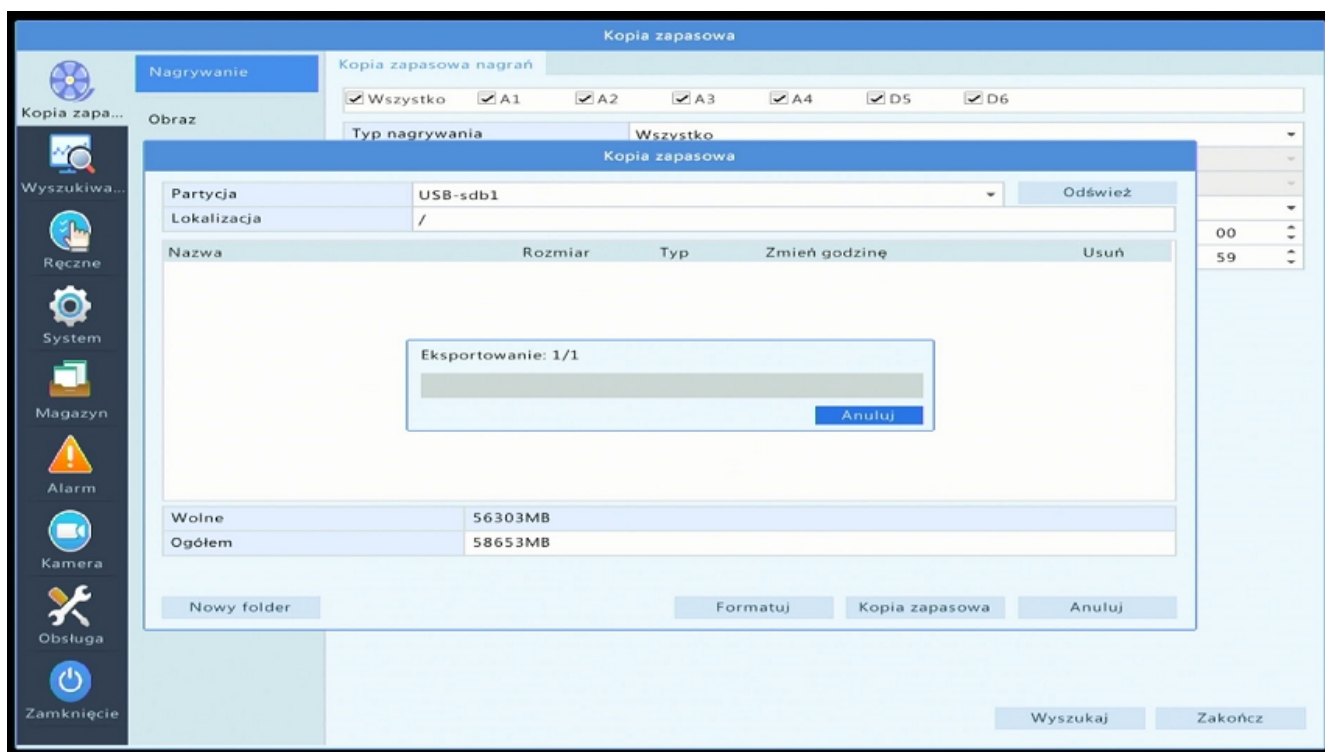 Kopia zapasowa
Kopia zapa...
Wyszukiwa...
Ręczne
System
Magazyn
Alarm
Kamera
Obsługa
Zamknięcie
Nagrywanie
Obraz
Kopia zapasowa nagrań
Wszystko A1 A2 A3 A4 D5 D6
Typ nagrywania Wszystko
00
59
Kopia zapasowa
Partycja USB-sdb1 Odśwież
Lokalizacja /
Nazwa Rozmiar Typ Zmień godzinę Usuń
Eksportowanie: 1/1
Anuluj
Wolne 56303MB
Ogółem 58653MB
Nowy folder Formatuj Kopia zapasowa Anuluj
Wyszukaj Zakończ